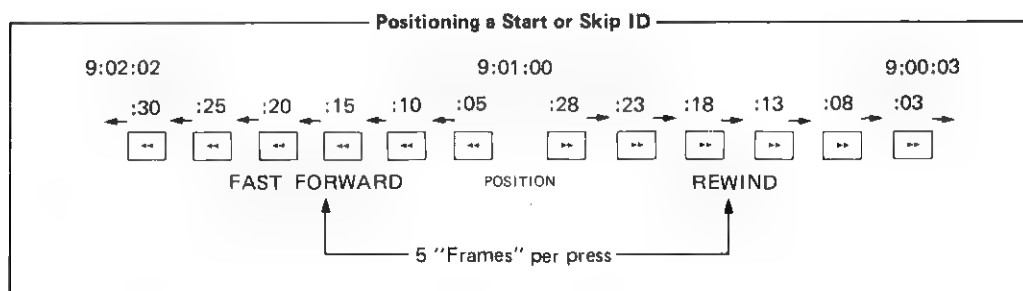 Positioning a Start or Skip ID
9:02:02 9:01:00 9:00:03
:30 :25 :20 :15 :10 :05 :28 :23 :18 :13 :08 :03
FAST FORWARD POSITION REWIND
5 "Frames" per press